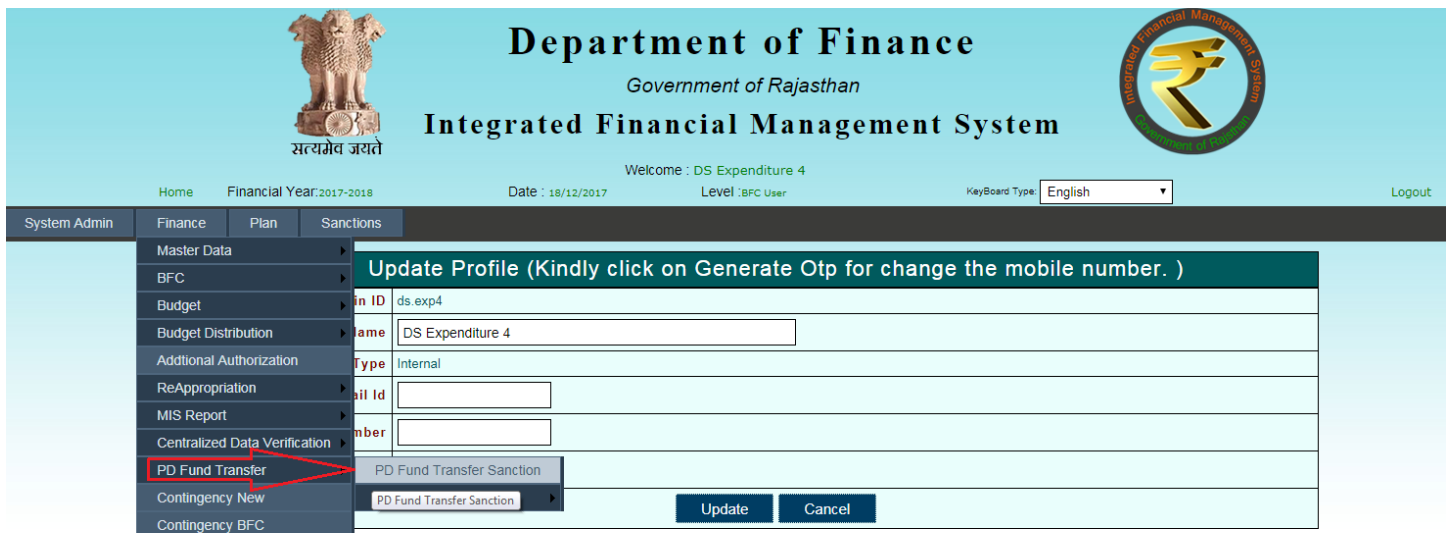 Department of Finance
Government of Rajasthan
Integrated Financial Management System
सत्यमेव जयते
Integrated Financial Management System
Government of Rajasthan
Welcome : DS Expenditure 4
Home Financial Year:2017-2018 Date : 18/12/2017 Level :BFC User KeyBoard Type: English Logout
System Admin Finance Plan Sanctions
Master Data
Update Profile (Kindly click on Generate Otp for change the mobile number. )
BFC
in ID ds.exp4
Budget
Budget Distribution
ame DS Expenditure 4
Addtional Authorization
Type Internal
ReAppropriation
ail Id
MIS Report
mber
Centralized Data Verification
PD Fund Transfer PD Fund Transfer Sanction
Contingency New PD Fund Transfer Sanction
Update Cancel
Contingency BFC